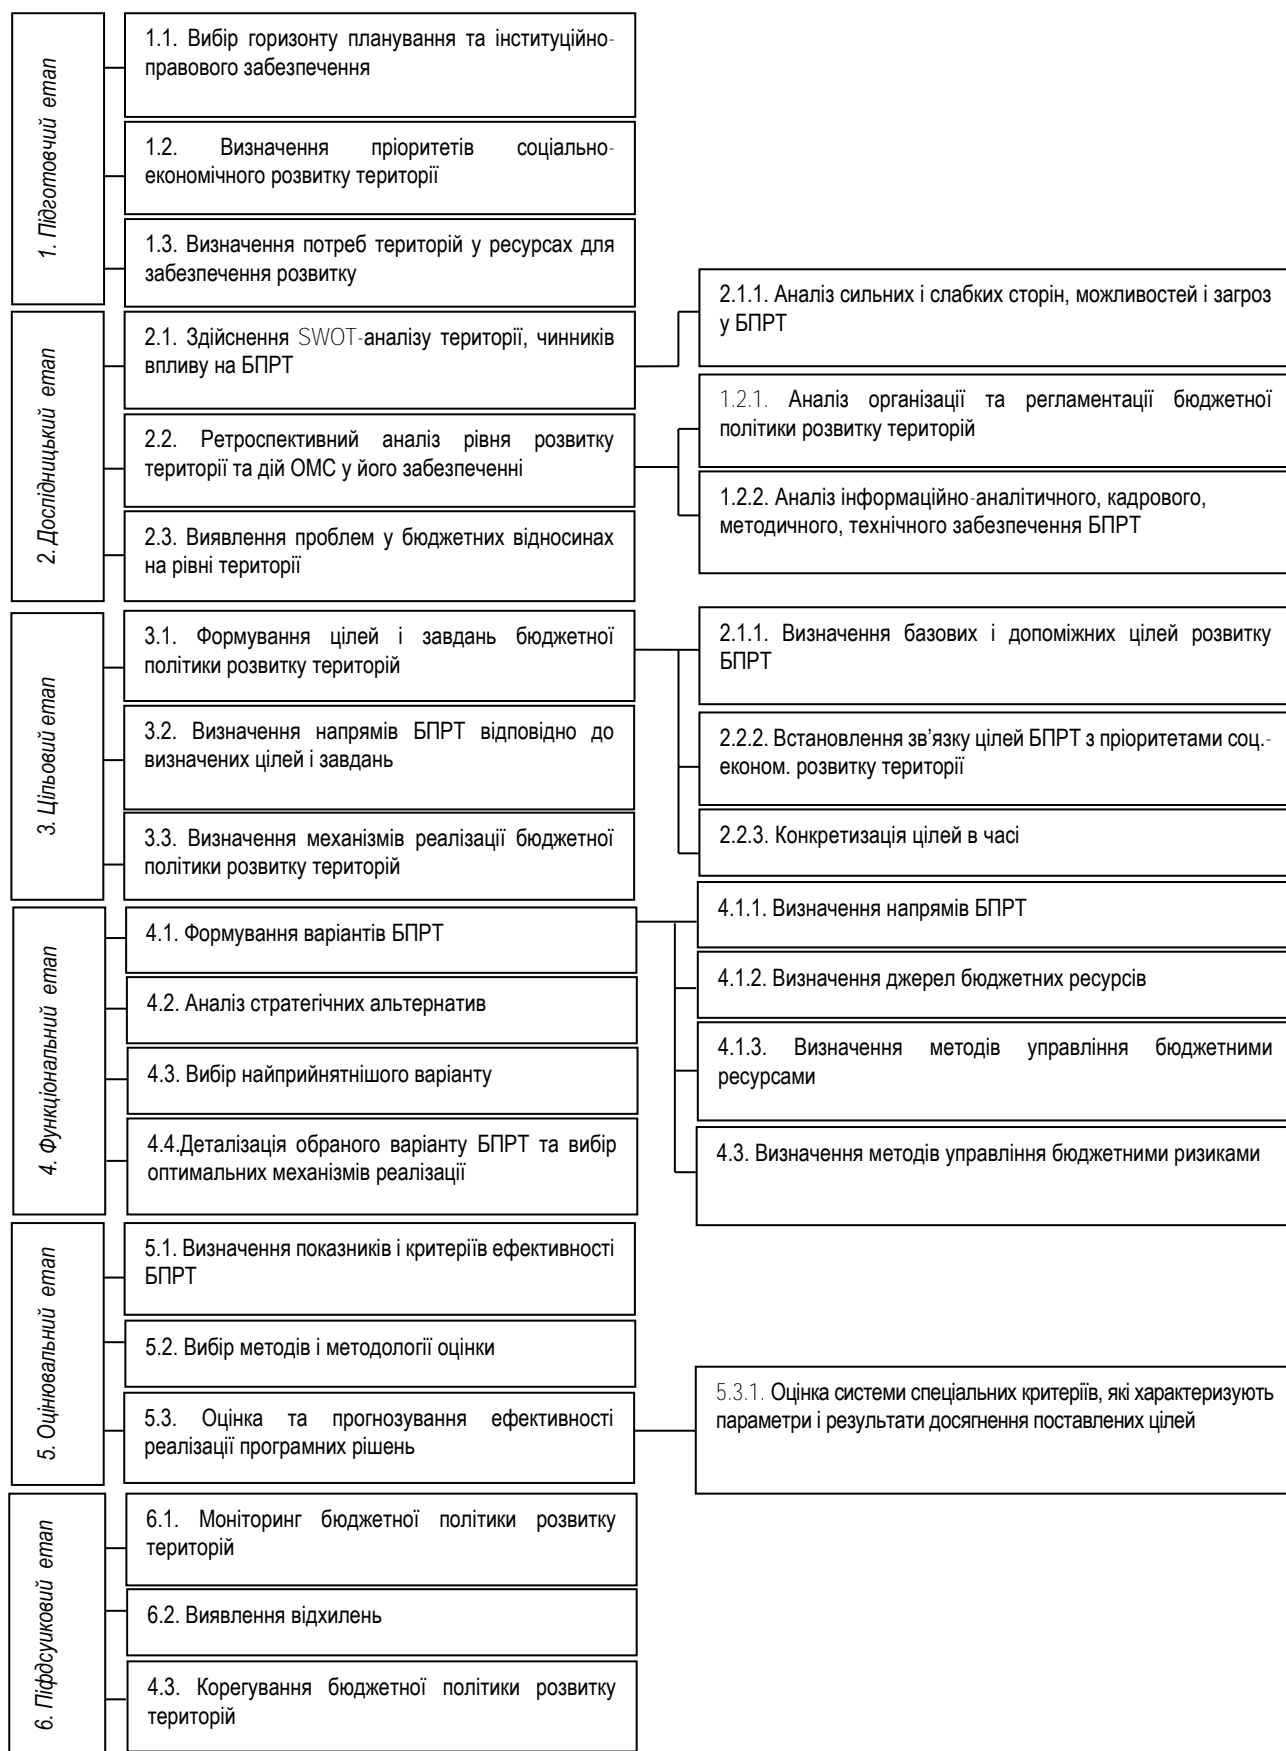 1. Підготовчий етап
1.1. Вибір горизонту планування та інституційно-
правового забезпечення
1.2. Визначення пріоритетів соціально-
економічного розвитку території
1.3. Визначення потреб територій у ресурсах для
забезпечення розвитку
2. Дослідницький етап
2.1. Здійснення SWOT-аналізу території, чинників
впливу на БПРТ
2.1.1. Аналіз сильних і слабких сторін, можливостей і загроз
у БПРТ
2.2. Ретроспективний аналіз рівня розвитку
території та дій ОМС у його забезпеченні
1.2.1. Аналіз організації та регламентації бюджетної
політики розвитку територій
1.2.2. Аналіз інформаційно-аналітичного, кадрового,
методичного, технічного забезпечення БПРТ
2.3. Виявлення проблем у бюджетних відносинах
на рівні території
3. Цільовий етап
3.1. Формування цілей і завдань бюджетної
політики розвитку територій
2.1.1. Визначення базових і допоміжних цілей розвитку
БПРТ
2.2.2. Встановлення зв’язку цілей БПРТ з пріоритетами соц.-
економ. розвитку території
2.2.3. Конкретизація цілей в часі
3.2. Визначення напрямів БПРТ відповідно до
визначених цілей і завдань
3.3. Визначення механізмів реалізації бюджетної
політики розвитку територій
4. Функціональний етап
4.1. Формування варіантів БПРТ
4.1.1. Визначення напрямів БПРТ
4.1.2. Визначення джерел бюджетних ресурсів
4.1.3. Визначення методів управління бюджетними
ресурсами
4.3. Визначення методів управління бюджетними ризиками
4.2. Аналіз стратегічних альтернатив
4.3. Вибір найприйнятнішого варіанту
4.4.Деталізація обраного варіанту БПРТ та вибір
оптимальних механізмів реалізації
5. Оцінювальний етап
5.1. Визначення показників і критеріїв ефективності
БПРТ
5.2. Вибір методів і методології оцінки
5.3. Оцінка та прогнозування ефективності
реалізації програмних рішень
5.3.1. Оцінка системи спеціальних критеріїв, які характеризують
параметри і результати досягнення поставлених цілей
6. Піфдсуиковий етап
6.1. Моніторинг бюджетної політики розвитку
територій
6.2. Виявлення відхилень
4.3. Корегування бюджетної політики розвитку
територій